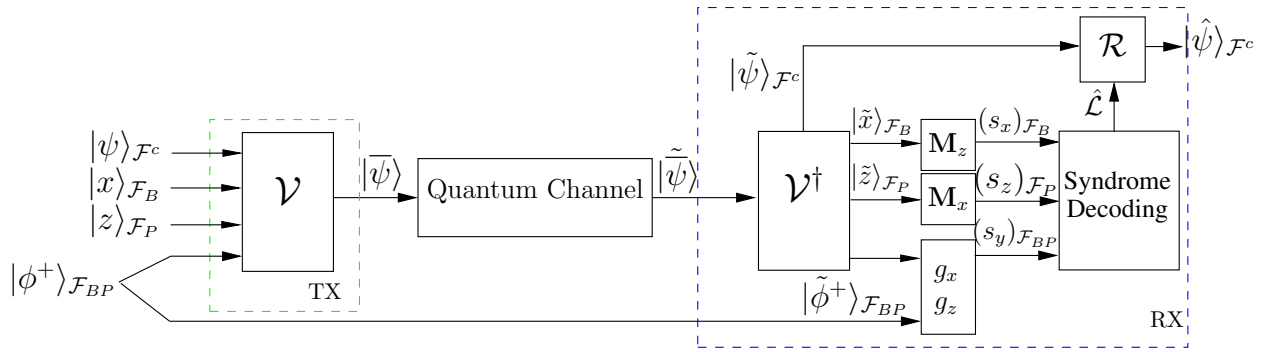 |ψ⟩_{𝓕^c}
|x⟩_{𝓕_B}
|z⟩_{𝓕_P}
|ϕ^+⟩_{𝓕_{BP}}
𝒱
TX
|ψ̅⟩
Quantum Channel
|ψ̅̃⟩
|ψ̃⟩_{𝓕^c}
𝒱†
|x̃⟩_{𝓕_B}
|z̃⟩_{𝓕_P}
|ϕ̃^+⟩_{𝓕_{BP}}
M_z
M_x
g_x
g_z
(s_x)_{𝓕_B}
(s_z)_{𝓕_P}
(s_y)_{𝓕_{BP}}
Syndrome
Decoding
ℒ̂
ℛ
|ψ̂⟩_{𝓕^c}
RX